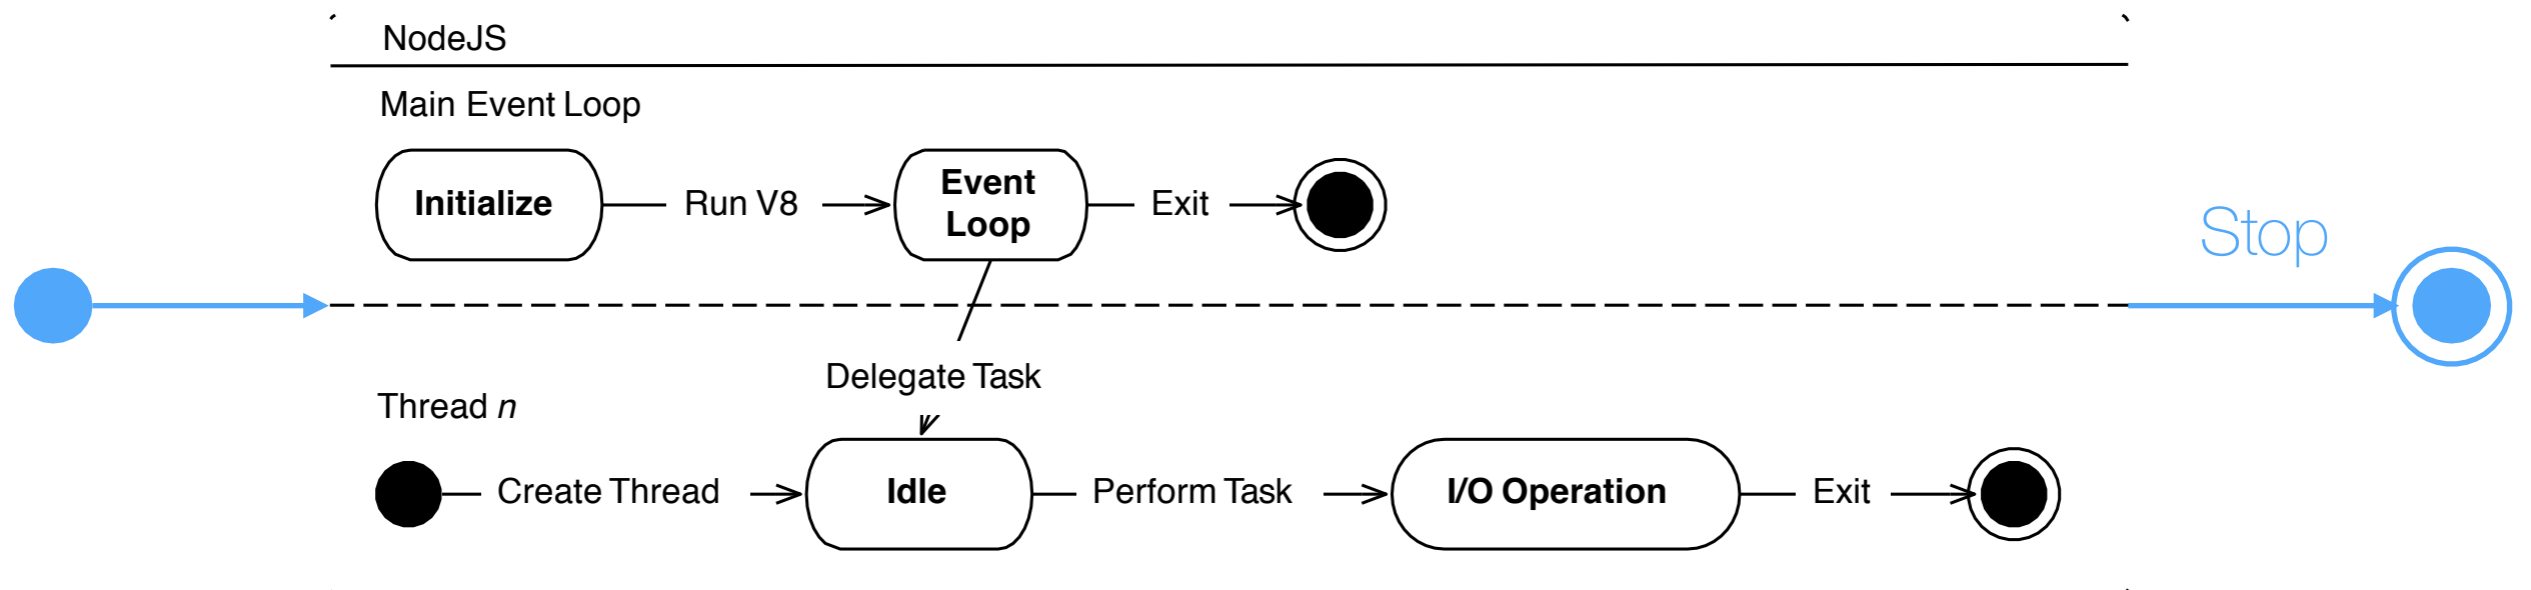 NodeJS
Main Event Loop
Initialize
Run V8
Event
Loop
Exit
Stop
Delegate Task
Thread n
Create Thread
Idle
Perform Task
I/O Operation
Exit